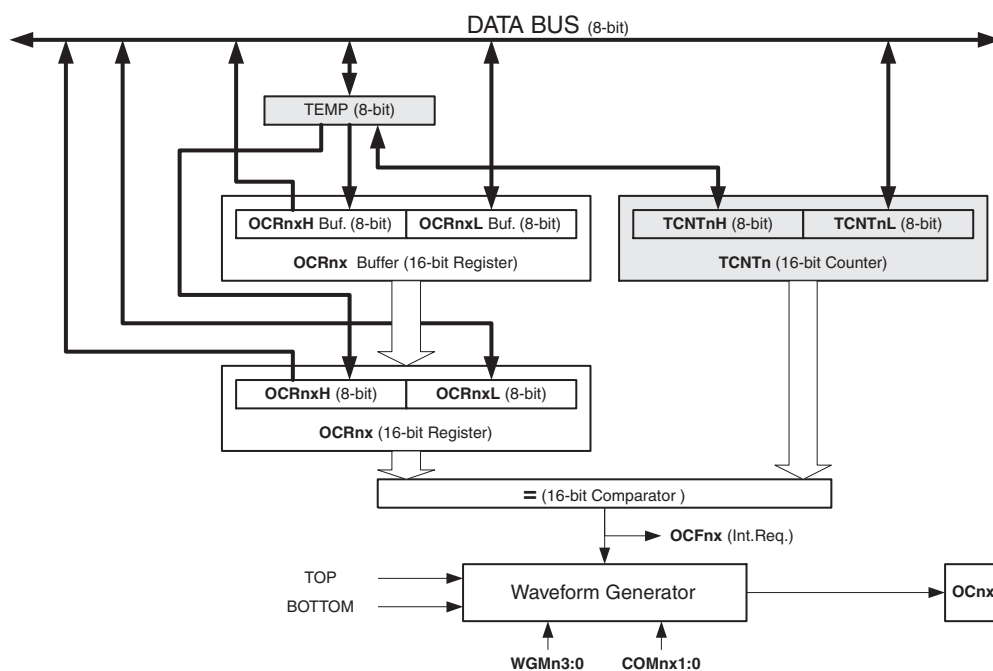 DATA BUS (8-bit)
TEMP (8-bit)
OCRnxH Buf. (8-bit)
OCRnxL Buf. (8-bit)
OCRnx Buffer (16-bit Register)
TCNTnH (8-bit)
TCNTnL (8-bit)
TCNTn (16-bit Counter)
OCRnxH (8-bit)
OCRnxL (8-bit)
OCRnx (16-bit Register)
= (16-bit Comparator )
OCFnx (Int.Req.)
TOP
BOTTOM
Waveform Generator
OCnx
WGMn3:0
COMnx1:0